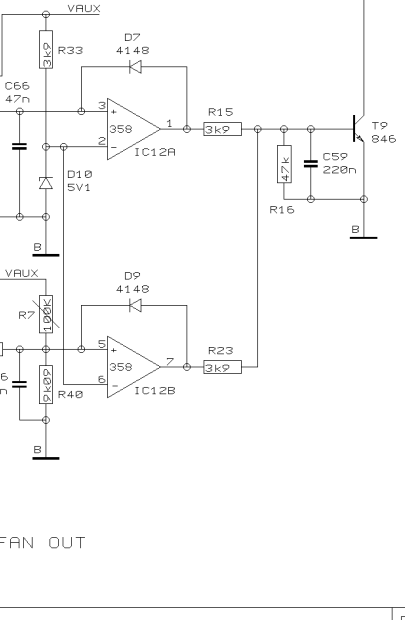 VAUX
D7
4148
R33
3k9
C66
47n
3
+
358
1
2
-
IC12A
R15
3k9
T9
846
C59
220n
47k
R16
D10
5V1
B
B
VAUX
D9
4148
R7
100K
5
+
358
7
6
-
IC12B
R23
3k9
6
n
9k09
R40
B
FAN OUT